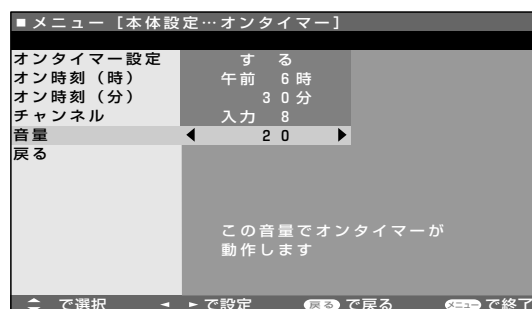 ■メニュー [本体設定…オンタイマー]
オンタイマー設定 する
オン時刻(時) 午前 6時
オン時刻(分) 30分
チャンネル 入力 8
音量 ◀ 20 ▶
戻る
この音量でオンタイマーが
動作します
で選択 ◄ ►で設定 戻る で戻る メニュー で終了